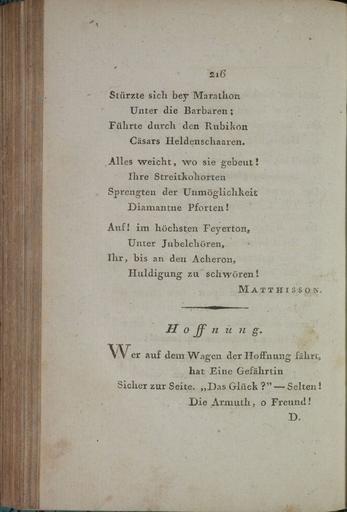 216
Stürzte sich bey Marathon
Unter die Barbaren;
Führte durch den Rubikon
Cäsars Heldenschaaren.
Alles weicht, wo sie gebeut!
Ihre Streitkohorten
Sprengten der Unmöglichkeit
Diamantne Pforten!
Auf! im höchsten Feyerton,
Unter Jubelchören,
Ihr, bis an den Acheron,
Huldigung zu schwören!
MATTHISSON.
Hoffnung.
Wer auf dem Wagen der Hoffnung fährt,
hat Eine Gefährtin
Sicher zur Seite. „Das Glück?” — Selten!
Die Armuth, o Freund!
D.